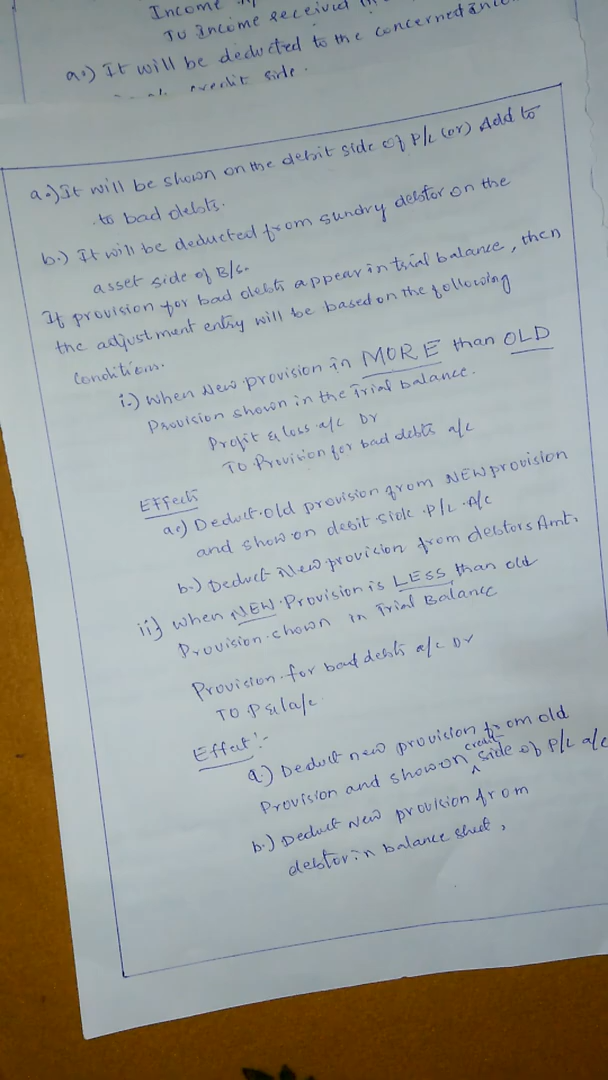 Income
To Income received
a.) It will be deducted to the concerned
credit side.
a.) It will be shown on the debit side of P/L (or) Add to
to bad debts.
b.) It will be deducted from sundry debtor on the
asset side of B/S.
If provision for bad debts appear in trial balance, then
the adjustment entry will be based on the following
Conditions.
i.) When New provision in MORE than OLD
Provision shown in the Trial balance.
Profit & loss a/c Dr
To Provision for bad debts a/c
Effects
a.) Deduct old provision from NEW provision
and show on debit side P/L A/c
b.) Deduct New provision from debtors Amt.
ii) When NEW Provision is LESS than old
Provision shown in Trial Balance
Provision for bad debts a/c Dr
To P & l a/c
Effect:-
a.) Deduct new provision from old
Provision and show on credit side of P/L a/c
b.) Deduct New provision from
debtor in balance sheet,